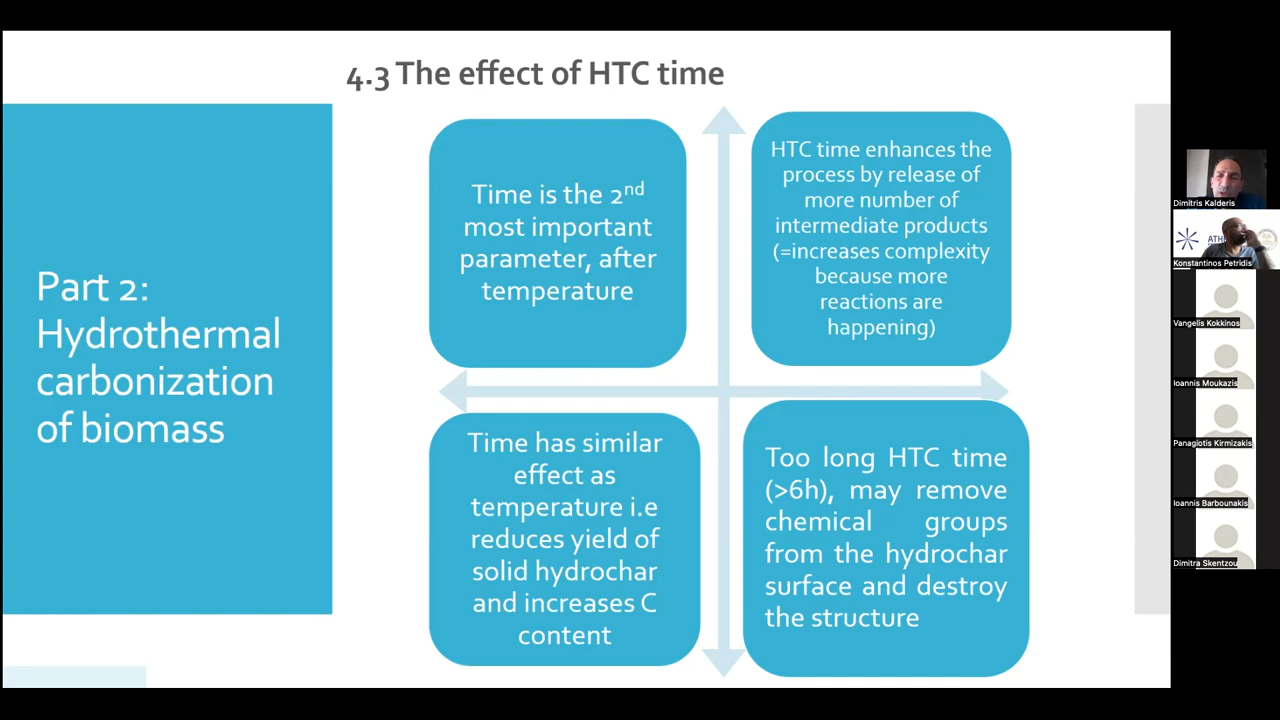 4.3 The effect of HTC time
Part 2:
Hydrothermal
carbonization
of biomass
Time is the 2nd
most important
parameter, after
temperature
HTC time enhances the
process by release of
more number of
intermediate products
(=increases complexity
because more
reactions are
happening)
Time has similar
effect as
temperature i.e
reduces yield of
solid hydrochar
and increases C
content
Too long HTC time
(>6h), may remove
chemical groups
from the hydrochar
surface and destroy
the structure
Dimitris Kalderis
ATH
Konstantinos Petridis
Vangelis Kokkinos
Ioannis Moukazis
Panagiotis Kirmizakis
Ioannis Barbounakis
Dimitra Skentzou